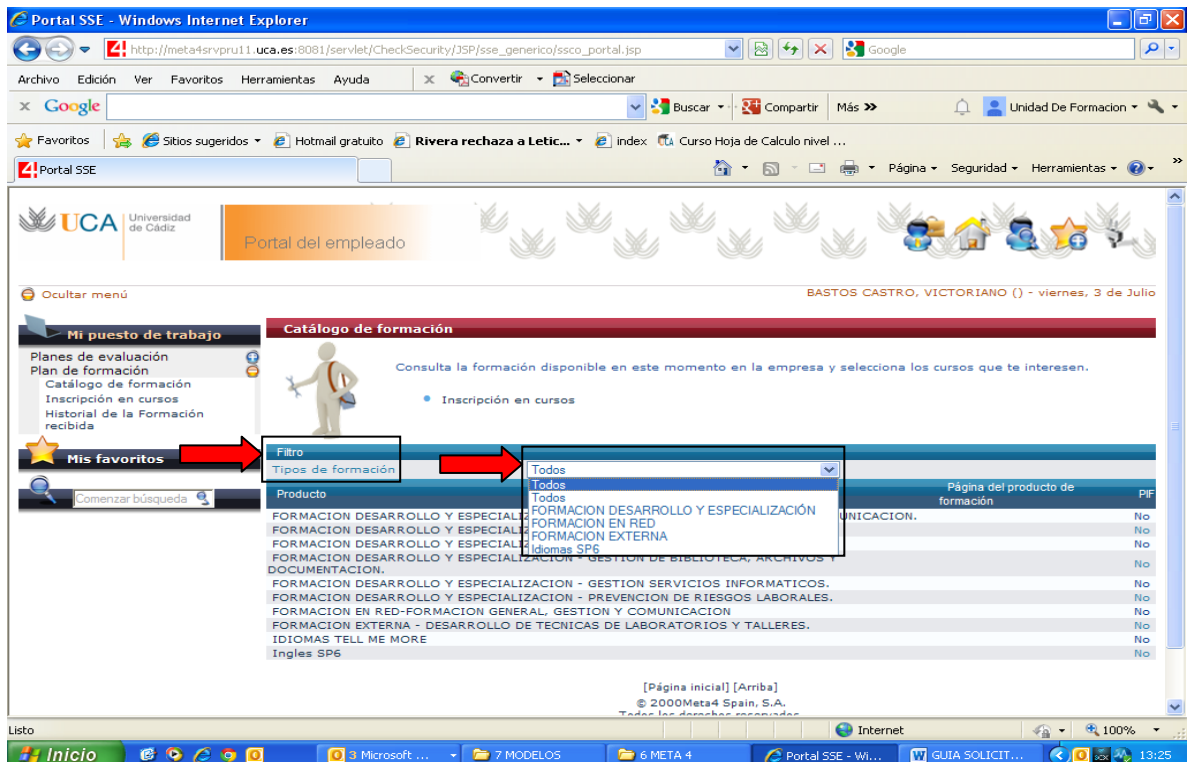 Portal SSE - Windows Internet Explorer
http://meta4srvpru11.uca.es:8081/servlet/CheckSecurity/JSP/sse_generico/ssco_portal.jsp
Google
Archivo Edición Ver Favoritos Herramientas Ayuda x Convertir Seleccionar
x Google Buscar Compartir Más >> Unidad De Formacion
Favoritos Sitios sugeridos Hotmail gratuito Rivera rechaza a Letic... index Curso Hoja de Calculo nivel ...
Portal SSE Página Seguridad Herramientas >>
UCA Universidad de Cádiz
Portal del empleado
Ocultar menú
BASTOS CASTRO, VICTORIANO () - viernes, 3 de Julio
Mi puesto de trabajo
Planes de evaluación
Plan de formación
Catálogo de formación
Inscripción en cursos
Historial de la Formación
recibida
Mis favoritos
Comenzar búsqueda
Catálogo de formación
Consulta la formación disponible en este momento en la empresa y selecciona los cursos que te interesen.
• Inscripción en cursos
Filtro
Tipos de formación
Todos
Todos
Todos
FORMACION DESARROLLO Y ESPECIALIZACIÓN
FORMACION EN RED
FORMACION EXTERNA
Idiomas SP6
Producto Página del producto de formación PIF
FORMACION DESARROLLO Y ESPECIALIZ UNICACION. No
FORMACION DESARROLLO Y ESPECIALIZ No
FORMACION DESARROLLO Y ESPECIALIZ No
FORMACION DESARROLLO Y ESPECIALIZACION - GESTION DE BIBLIOTECA, ARCHIVOS Y
DOCUMENTACION. No
FORMACION DESARROLLO Y ESPECIALIZACION - GESTION SERVICIOS INFORMATICOS. No
FORMACION DESARROLLO Y ESPECIALIZACION - PREVENCION DE RIESGOS LABORALES. No
FORMACION EN RED-FORMACION GENERAL, GESTION Y COMUNICACION No
FORMACION EXTERNA - DESARROLLO DE TECNICAS DE LABORATORIOS Y TALLERES. No
IDIOMAS TELL ME MORE No
Ingles SP6 No
[Página inicial] [Arriba]
© 2000Meta4 Spain, S.A.
Todos los derechos reservados
Listo Internet 100%
Inicio 3 Microsoft ... 7 MODELOS 6 META 4 Portal SSE - Wi... GUIA SOLICIT... 13:25